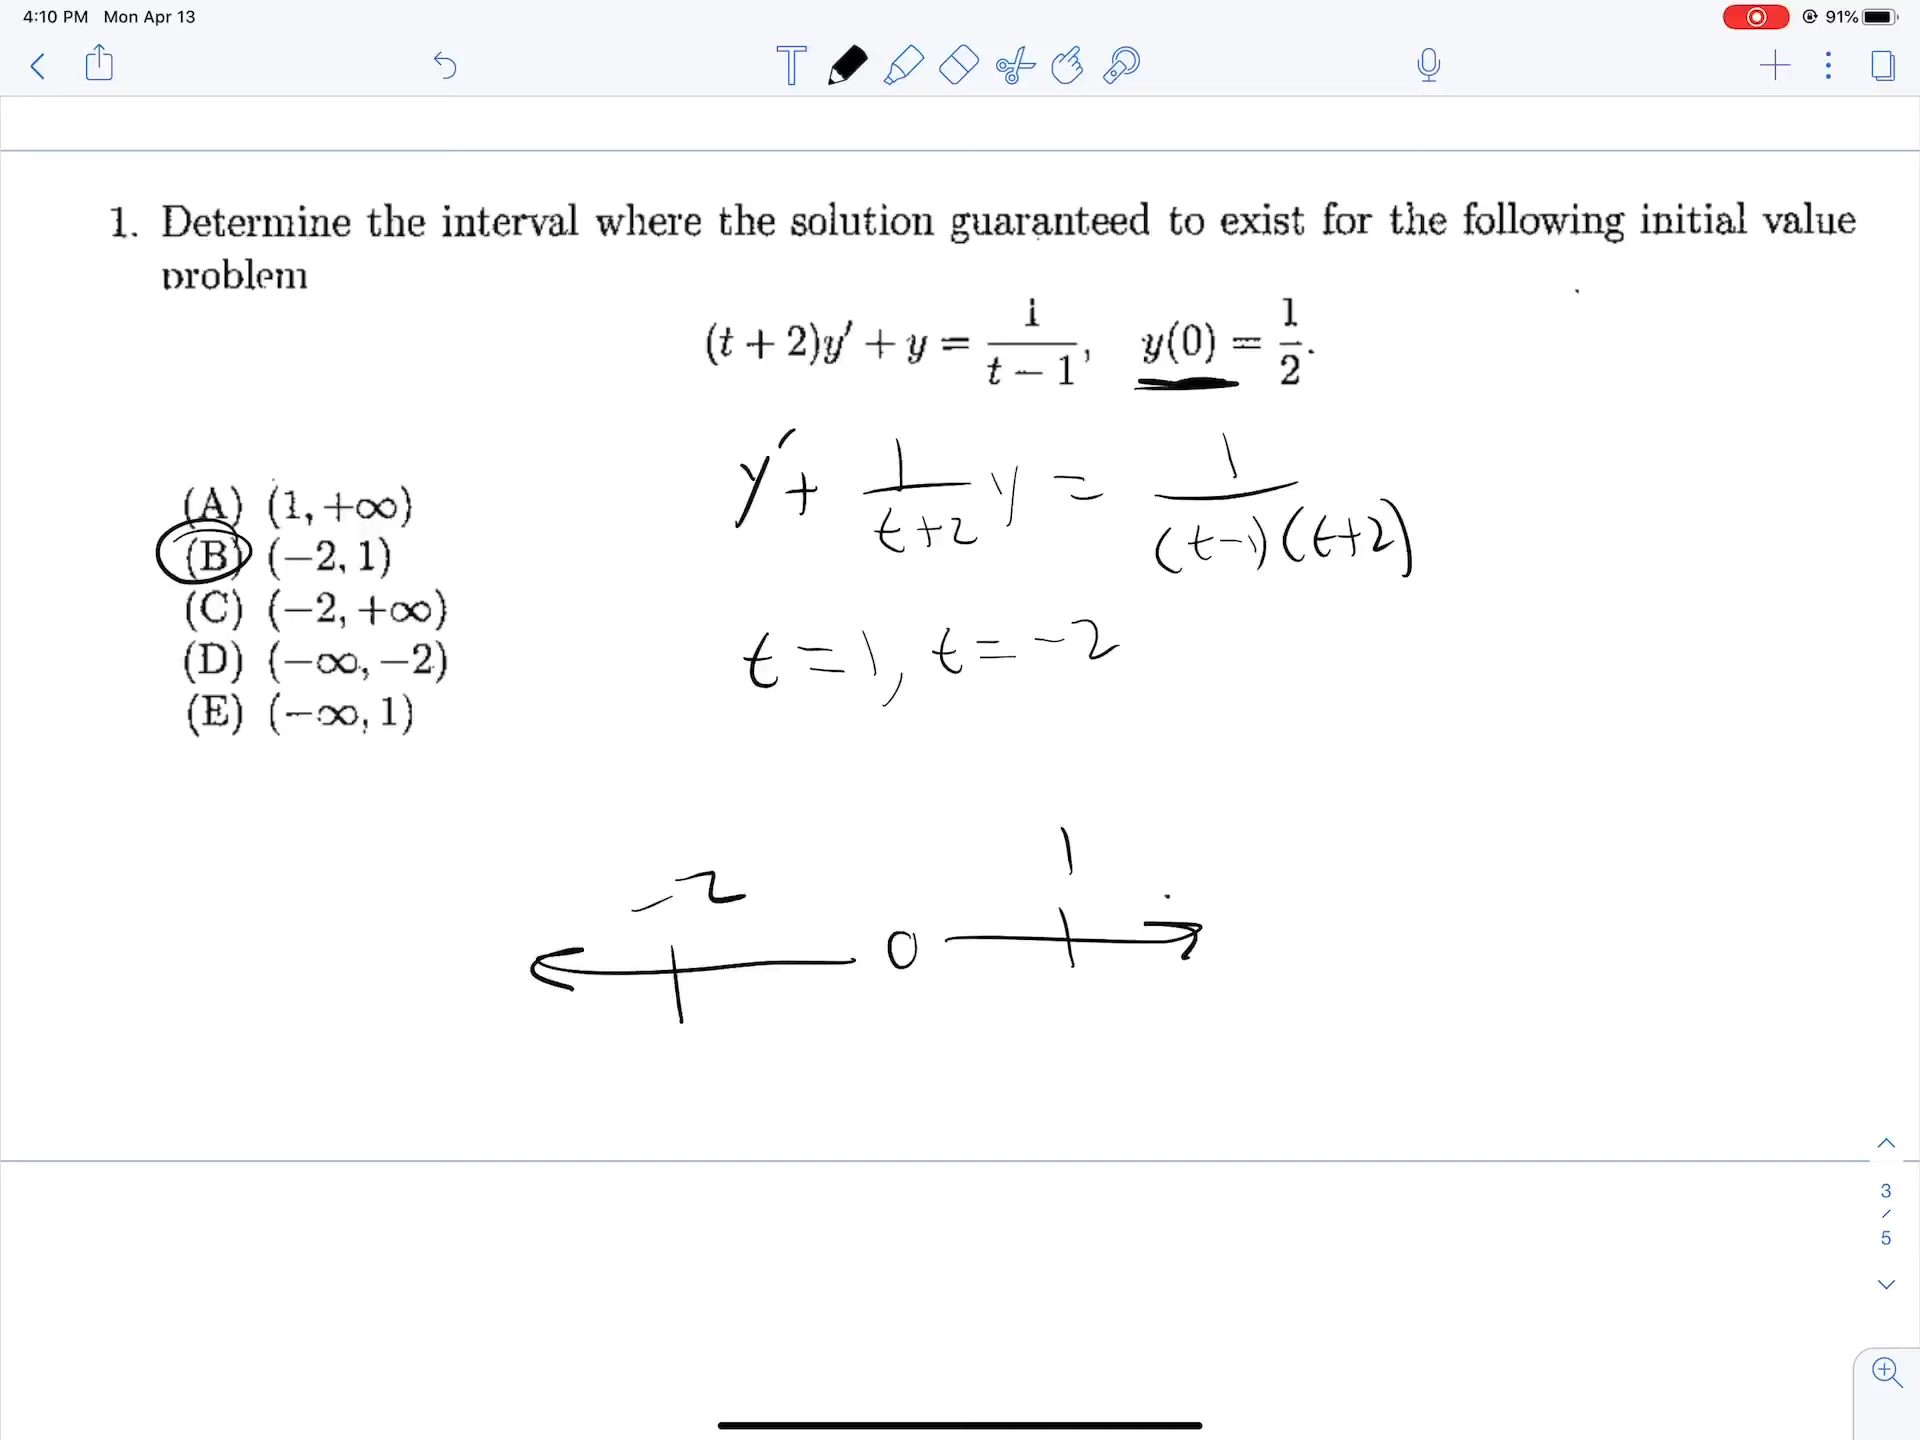 4:10 PM Mon Apr 13
91%
1. Determine the interval where the solution guaranteed to exist for the following initial value
problem
(t + 2)y′ + y = 1/(t − 1), y(0) = 1/2.
y′ + 1/(t+2) y = 1/((t-1)(t+2))
(A) (1, +∞)
(B) (−2, 1)
(C) (−2, +∞)
(D) (−∞, −2)
(E) (−∞, 1)
t = 1, t = -2
-2 0 1
3
/
5